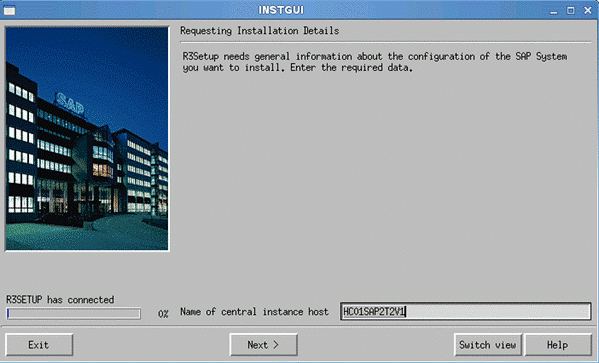 INSTGUI
Requesting Installation Details
R3Setup needs general information about the configuration of the SAP System
you want to install. Enter the required data.
SAP
R3SETUP has connected
0%
Name of central instance host
HC01SAP2T2V1
Exit
Next >
Switch view
Help